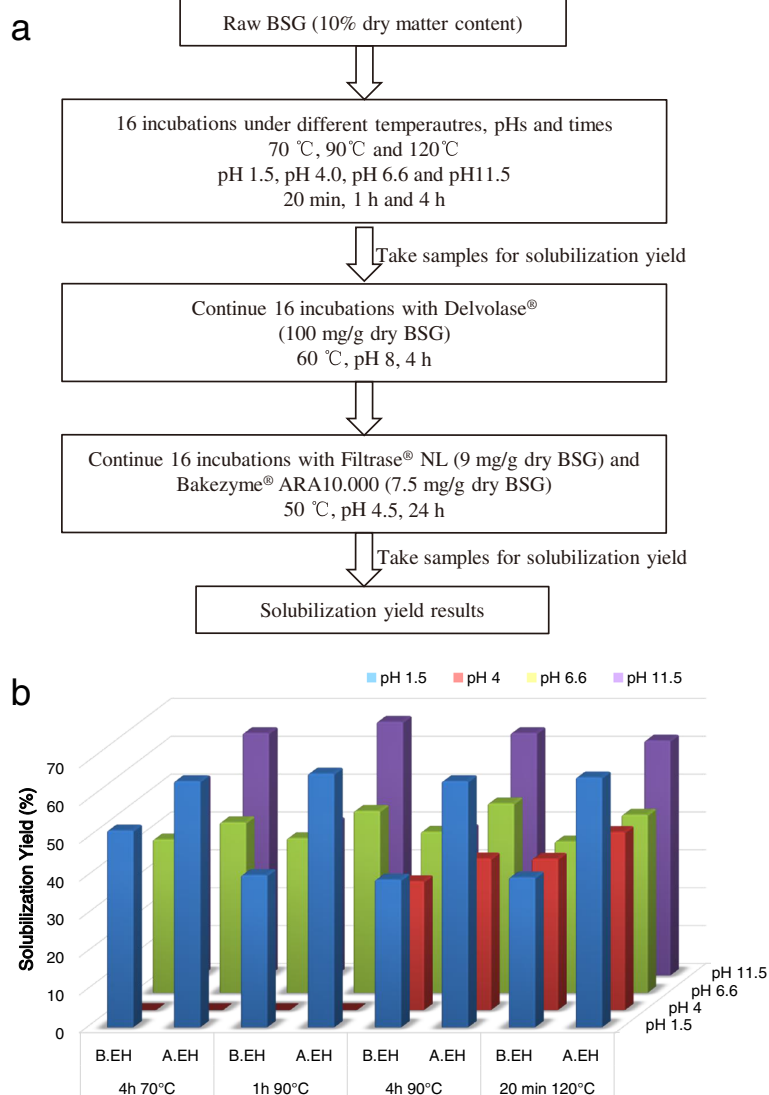 a
Raw BSG (10% dry matter content)
16 incubations under different temperautres, pHs and times
70 ℃, 90℃ and 120℃
pH 1.5, pH 4.0, pH 6.6 and pH11.5
20 min, 1 h and 4 h
Take samples for solubilization yield
Continue 16 incubations with Delvolase®
(100 mg/g dry BSG)
60 ℃, pH 8, 4 h
Continue 16 incubations with Filtrase® NL (9 mg/g dry BSG) and
Bakezyme® ARA10.000 (7.5 mg/g dry BSG)
50 ℃, pH 4.5, 24 h
Take samples for solubilization yield
Solubilization yield results
b
pH 1.5 pH 4 pH 6.6 pH 11.5
Solubilization Yield (%)
70
60
50
40
30
20
10
0
pH 11.5
pH 6.6
pH 4
pH 1.5
B.EH A.EH B.EH A.EH B.EH A.EH B.EH A.EH
4h 70°C 1h 90°C 4h 90°C 20 min 120°C